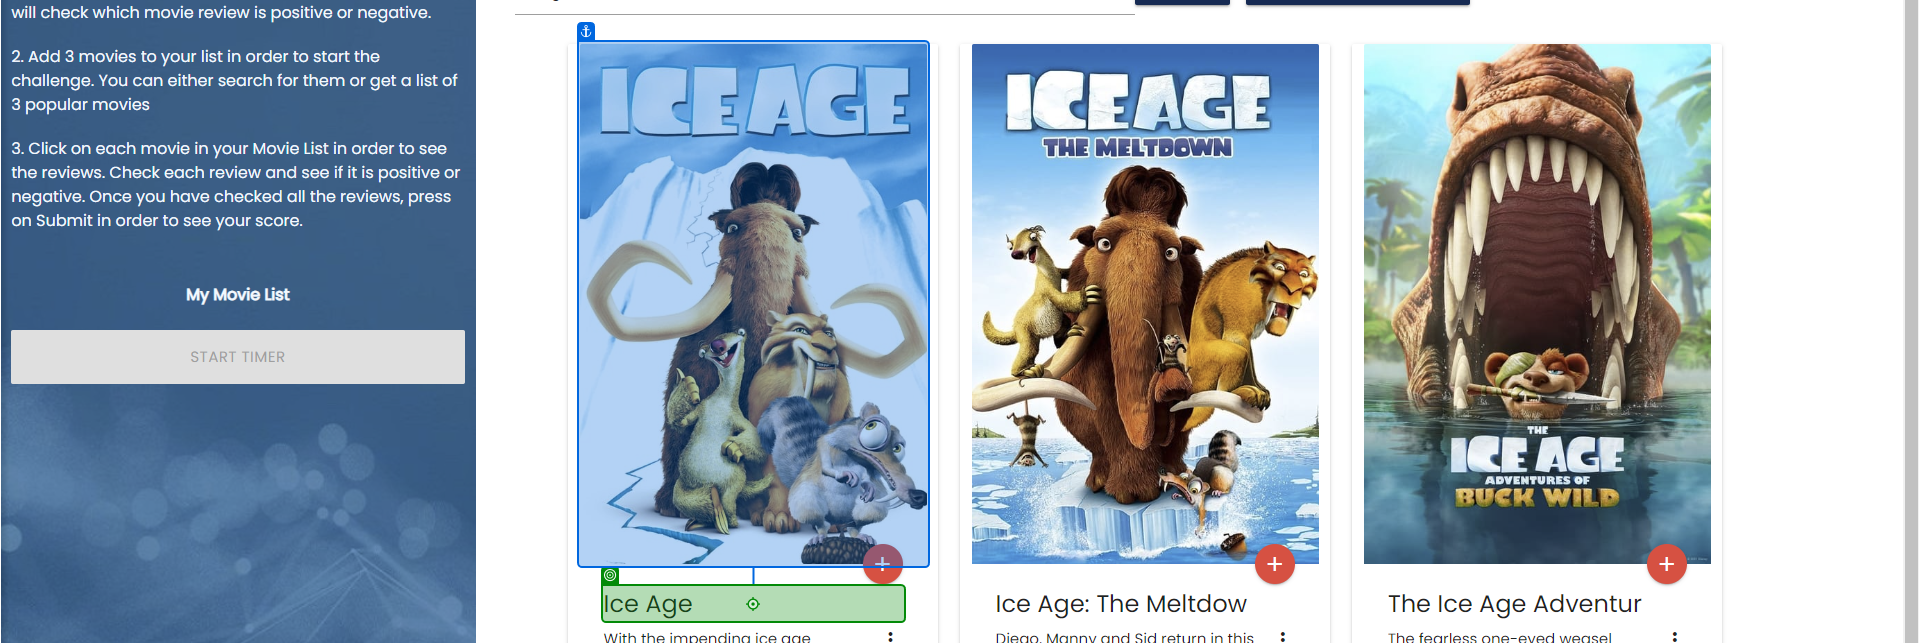 will check which movie review is positive or negative.
2. Add 3 movies to your list in order to start the
challenge. You can either search for them or get a list of
3 popular movies
3. Click on each movie in your Movie List in order to see
the reviews. Check each review and see if it is positive or
negative. Once you have checked all the reviews, press
on Submit in order to see your score.
My Movie List
START TIMER
ICE AGE
Ice Age
With the impending ice age
ICE AGE
THE MELTDOWN
Ice Age: The Meltdow
Diego, Manny and Sid return in this
THE
ICE AGE
ADVENTURES OF
BUCK WILD
The Ice Age Adventur
The fearless one-eyed weasel